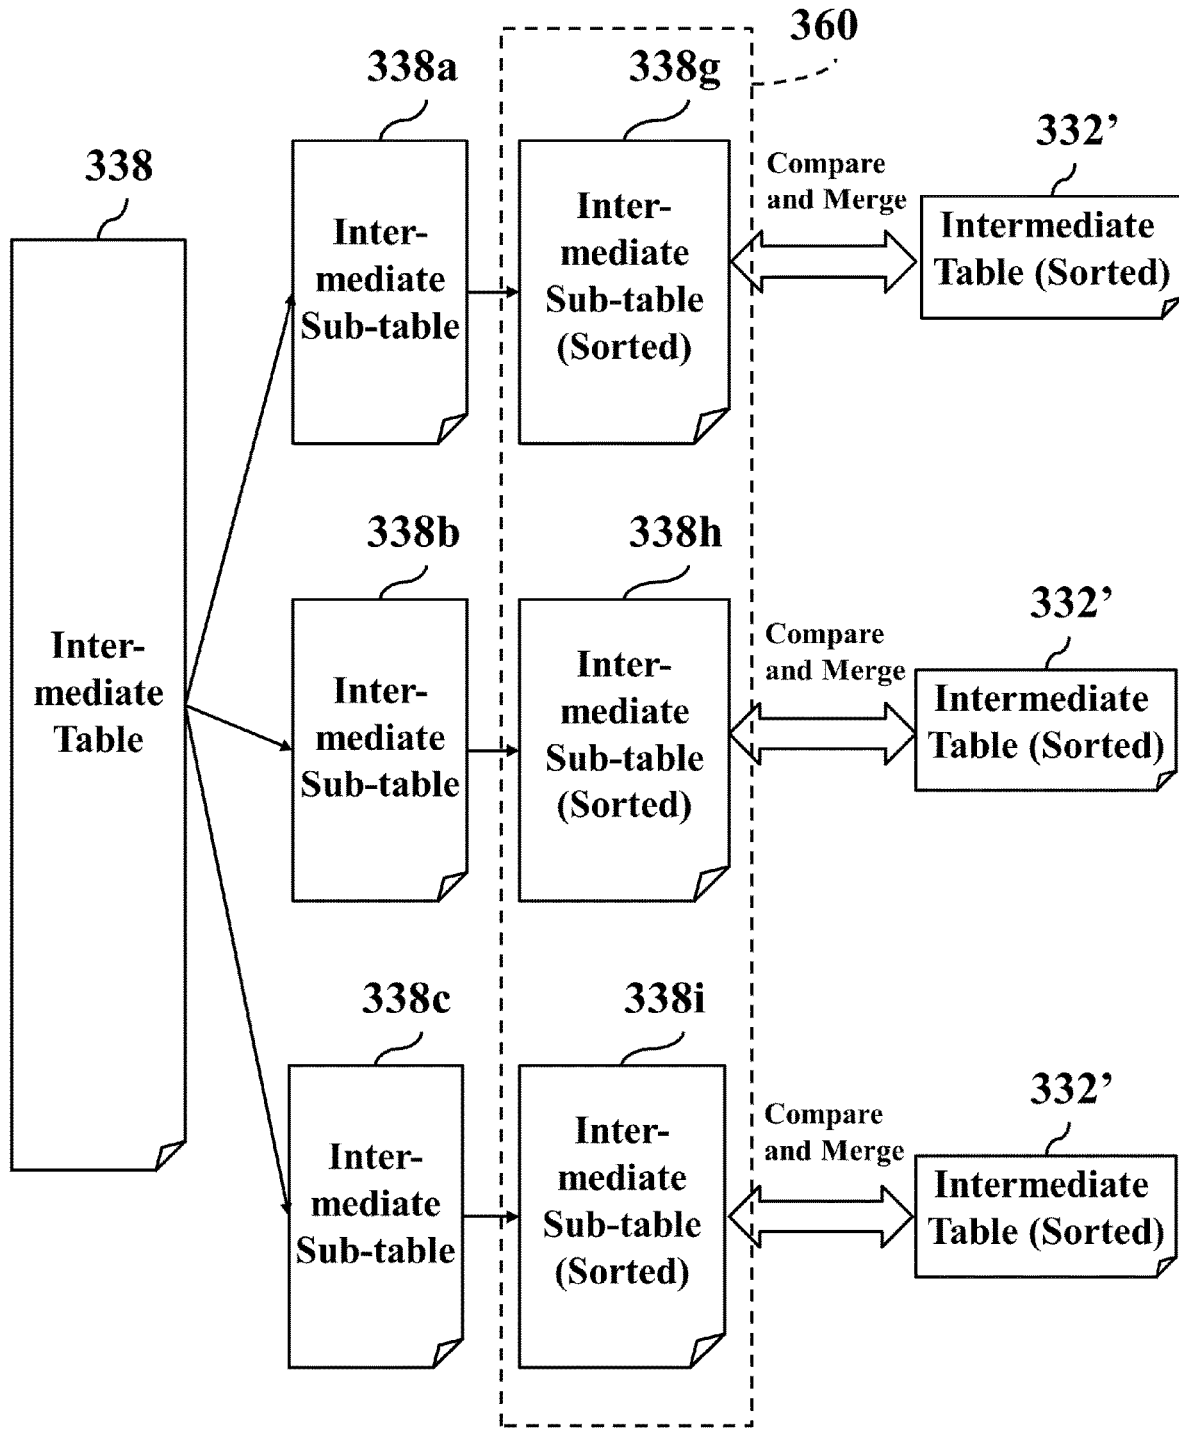 360
338a
338g
332’
338
Compare
and Merge
Inter-
mediate
Sub-table
Inter-
mediate
Sub-table
(Sorted)
Intermediate
Table (Sorted)
338b
338h
332’
Compare
and Merge
Inter-
mediate
Table
Inter-
mediate
Sub-table
Inter-
mediate
Sub-table
(Sorted)
Intermediate
Table (Sorted)
338c
338i
332’
Compare
and Merge
Inter-
mediate
Sub-table
Inter-
mediate
Sub-table
(Sorted)
Intermediate
Table (Sorted)